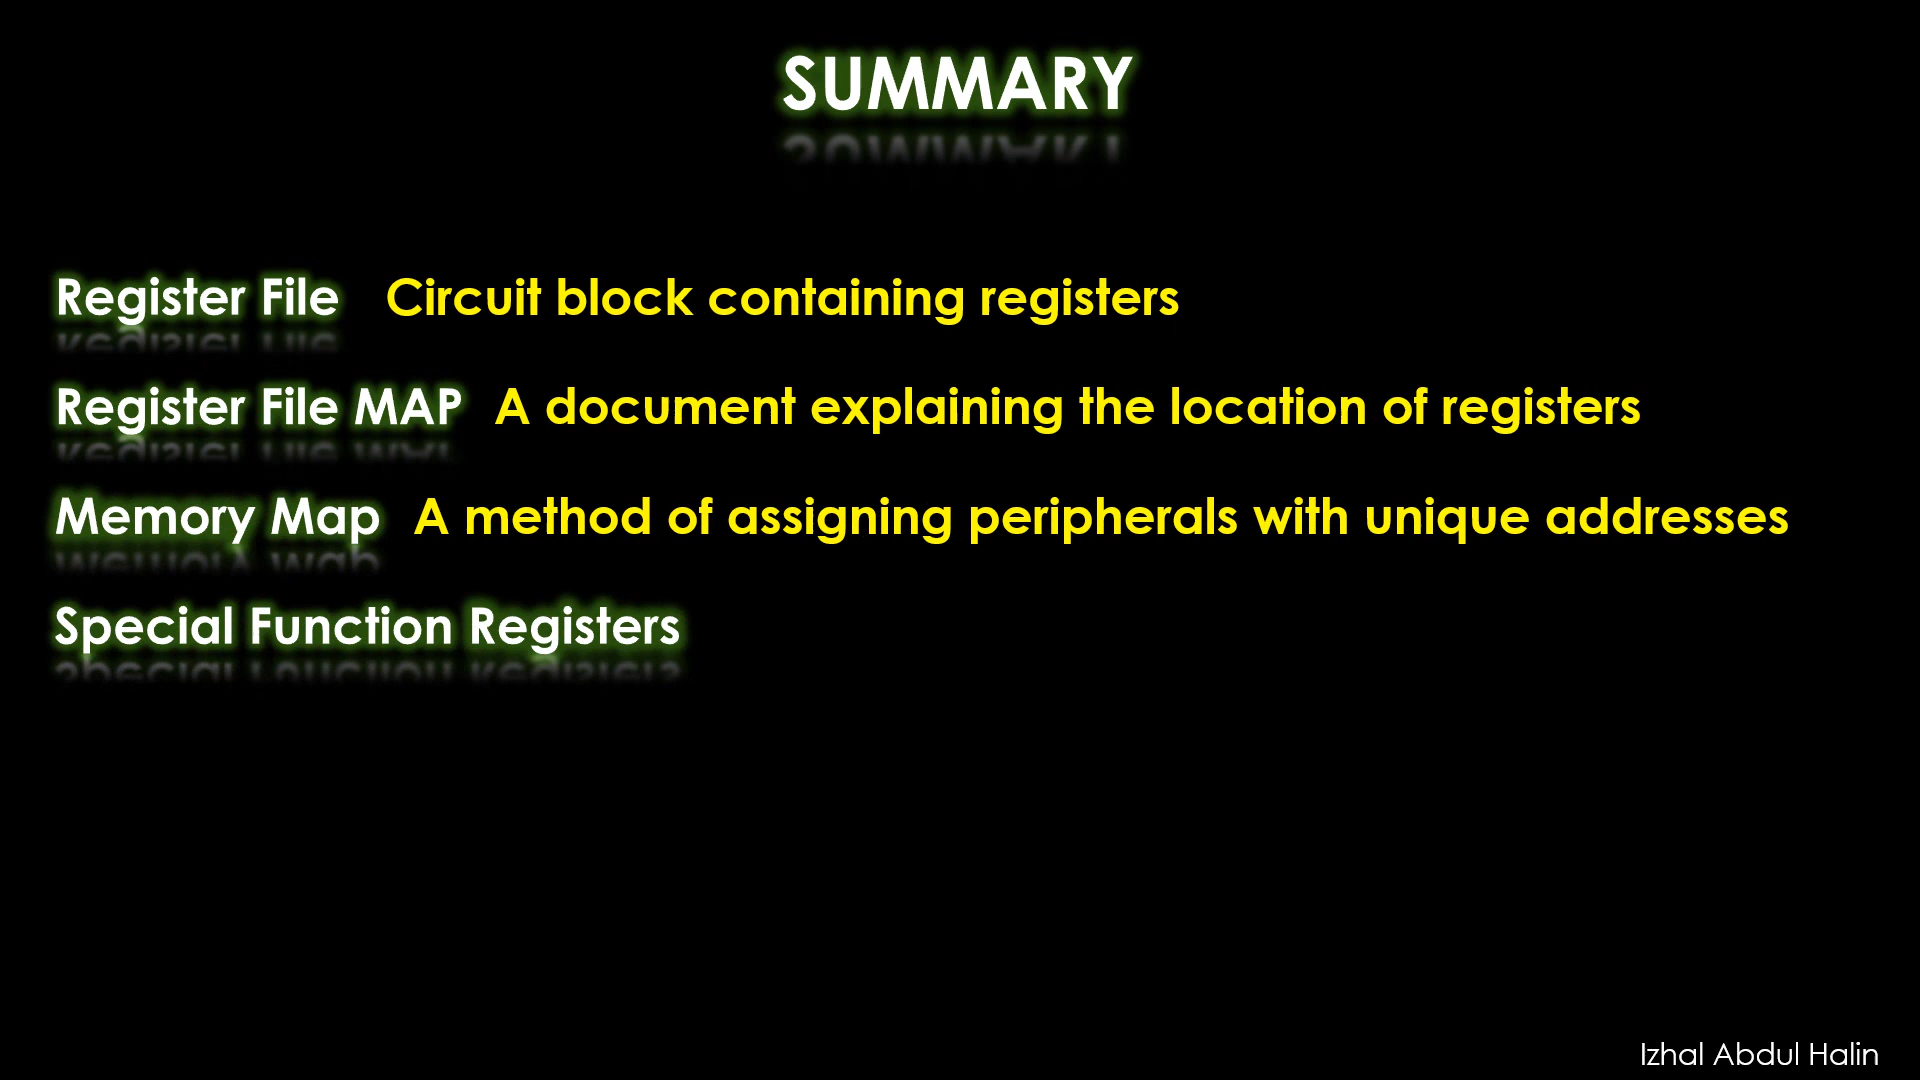 SUMMARY
Register File Circuit block containing registers
Register File MAP A document explaining the location of registers
Memory Map A method of assigning peripherals with unique addresses
Special Function Registers
Izhal Abdul Halin